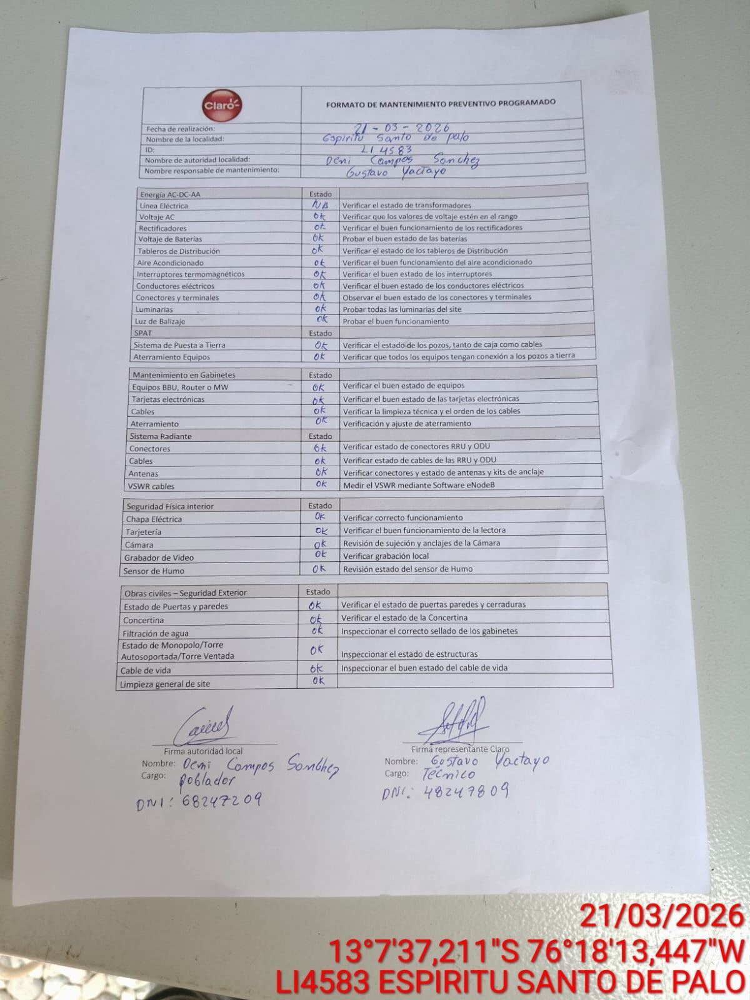 Claro
FORMATO DE MANTENIMIENTO PREVENTIVO PROGRAMADO
Fecha de realización: 21-03-2026
Nombre de la localidad: Espiritu Santo de palo
ID: LI4583
Nombre de autoridad localidad: Deni Campos Sanchez
Nombre responsable de mantenimiento: Gustavo Yactayo
Energía AC-DC-AA Estado
Línea Eléctrica Verificar el estado de transformadores
Voltaje AC OK Verificar que los valores de voltaje estén en el rango
Rectificadores OK Verificar el buen funcionamiento de los rectificadores
Voltaje de Baterías OK Probar el buen estado de las baterías
Tableros de Distribución OK Verificar el estado de los tableros de Distribución
Aire Acondicionado OK Verificar el buen funcionamiento del aire acondicionado
Interruptores termomagnéticos OK Verificar el buen estado de los interruptores
Conductores eléctricos OK Verificar el buen estado de los conductores eléctricos
Conectores y terminales OK Observar el buen estado de los conectores y terminales
Luminarias OK Probar todas las luminarias del site
Luz de Balizaje OK Probar el buen funcionamiento
SPAT Estado
Sistema de Puesta a Tierra OK Verificar el estado de los pozos, tanto de caja como cables
Aterramiento Equipos OK Verificar que todos los equipos tengan conexión a los pozos a tierra
Mantenimiento en Gabinetes Estado
Equipos BBU, Router o MW OK Verificar el buen estado de equipos
Tarjetas electrónicas OK Verificar el buen estado de las tarjetas electrónicas
Cables OK Verificar la limpieza técnica y el orden de los cables
Aterramiento OK Verificación y ajuste de aterramiento
Sistema Radiante Estado
Conectores OK Verificar estado de conectores RRU y ODU
Cables OK Verificar estado de cables de las RRU y ODU
Antenas OK Verificar conectores y estado de antenas y kits de anclaje
VSWR cables OK Medir el VSWR mediante Software eNodeB
Seguridad Física interior Estado
Chapa Eléctrica OK Verificar correcto funcionamiento
Tarjetería OK Verificar el buen funcionamiento de la lectora
Cámara OK Revisión de sujeción y anclajes de la Cámara
Grabador de Video OK Verificar grabación local
Sensor de Humo OK Revisión estado del sensor de Humo
Obras civiles – Seguridad Exterior Estado
Estado de Puertas y paredes OK Verificar el estado de puertas paredes y cerraduras
Concertina OK Verificar el estado de la Concertina
Filtración de agua OK Inspeccionar el correcto sellado de los gabinetes
Estado de Monopolo/Torre
Autosoportada/Torre Ventada OK Inspeccionar el estado de estructuras
Cable de vida OK Inspeccionar el buen estado del cable de vida
Limpieza general de site OK
Firma autoridad local Firma representante Claro
Nombre: Deni Campos Sanchez Nombre: Gustavo Yactayo
Cargo: Poblador Cargo: Técnico
DNI: 68247209 DNI: 48247809
21/03/2026
13°7'37,211"S 76°18'13,447"W
LI4583 ESPIRITU SANTO DE PALO